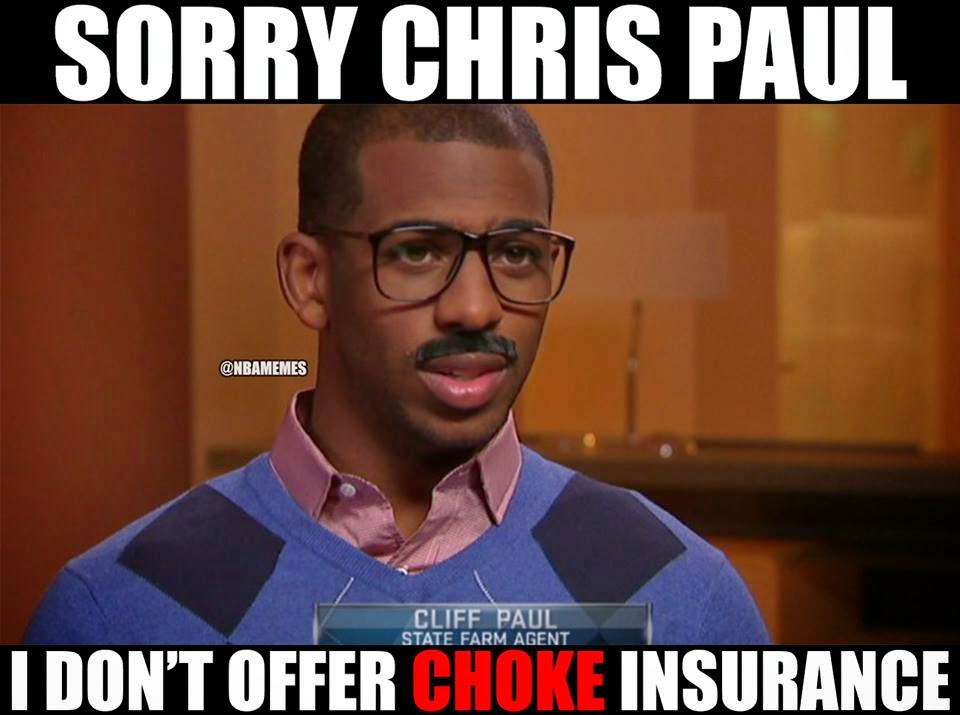 SORRY CHRIS PAUL
@NBAMEMES
CLIFF PAUL
STATE FARM AGENT
I DON'T OFFER CHOKE INSURANCE